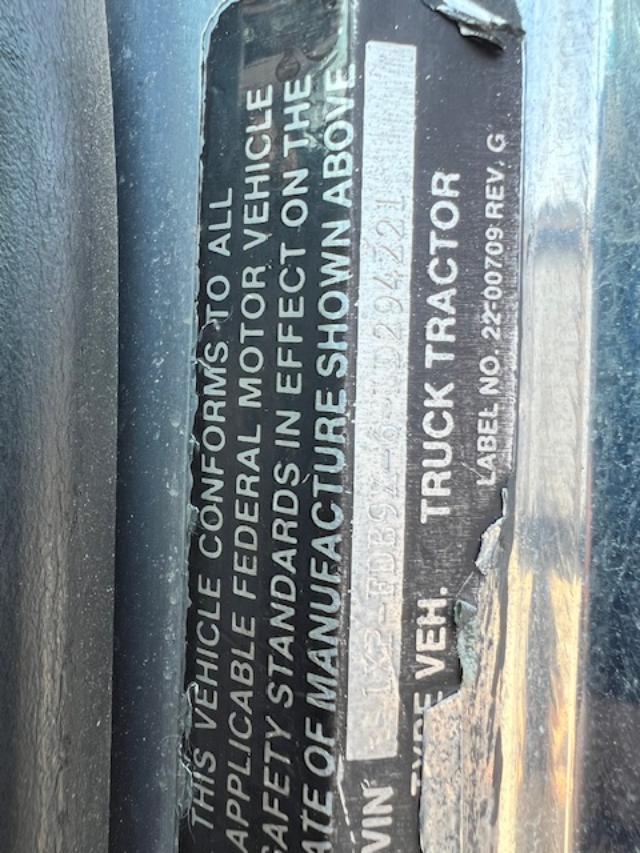 THIS VEHICLE CONFORMS TO ALL
APPLICABLE FEDERAL MOTOR VEHICLE
SAFETY STANDARDS IN EFFECT ON THE
ATE OF MANUFACTURE SHOWN ABOVE
VIN
TYPE VEH. TRUCK TRACTOR
LABEL NO. 22-00709 REV. G